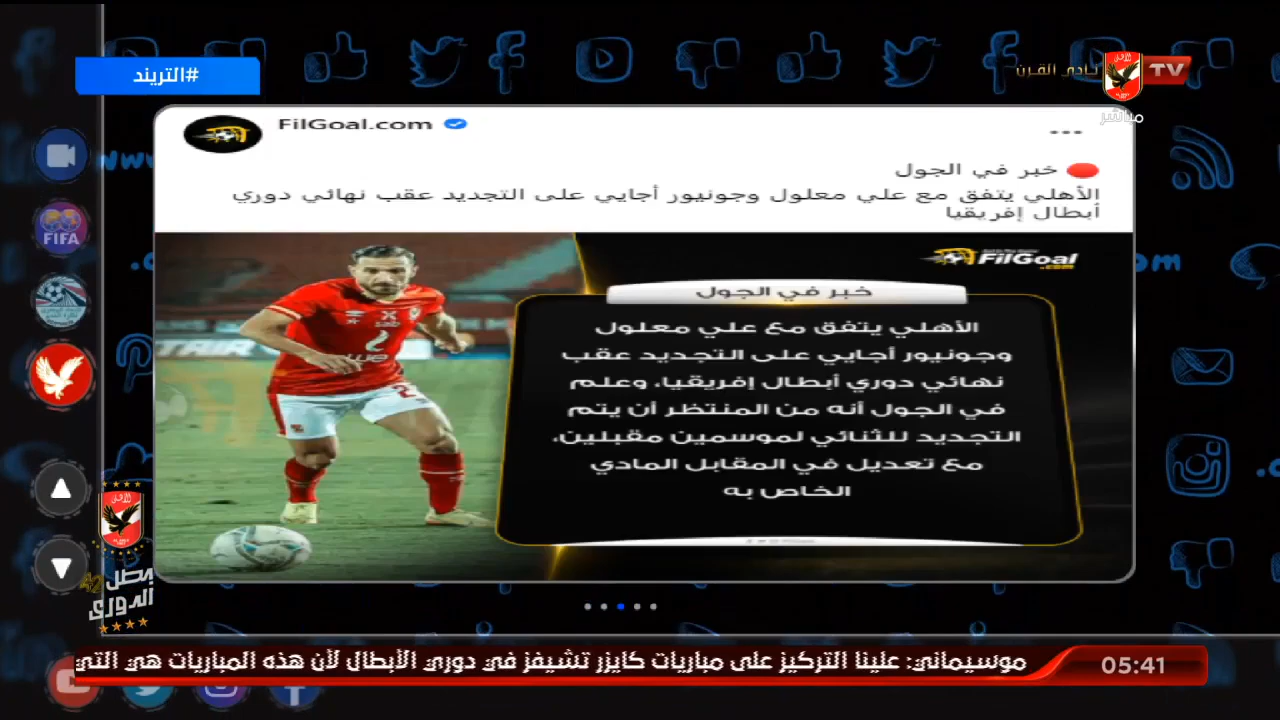 #التريند
نادي القرن
TV
مباشر
FilGoal.com
خبر في الجول
الأهلي يتفق مع علي معلول وجونيور أجايي على التجديد عقب نهائي دوري
أبطال إفريقيا
FilGoal
.com
خبر في الجول
الأهلي يتفق مع علي معلول
وجونيور أجايي على التجديد عقب
نهائي دوري أبطال إفريقيا، وعلم
في الجول أنه من المنتظر أن يتم
التجديد للثنائي لموسمين مقبلين،
مع تعديل في المقابل المادي
الخاص به
FIFA
WE
بطل
الدوري
موسيماني: علينا التركيز على مباريات كايزر تشيفز في دوري الأبطال لأن هذه المباريات هي التي
05:41